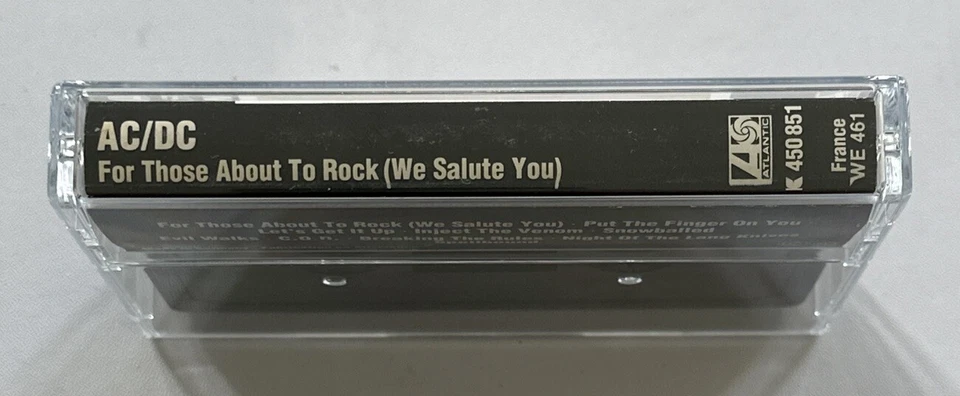 AC/DC
For Those About To Rock (We Salute You)
ATLANTIC
K 450 851
France
WE 461
For Those About To Rock (We Salute You) - Put The Finger On You
Let's Get It Up - Inject The Venom - Snowballed
Evil Walks - C.O.D. - Breaking The Rules - Night Of The Long Knives
Spellbound